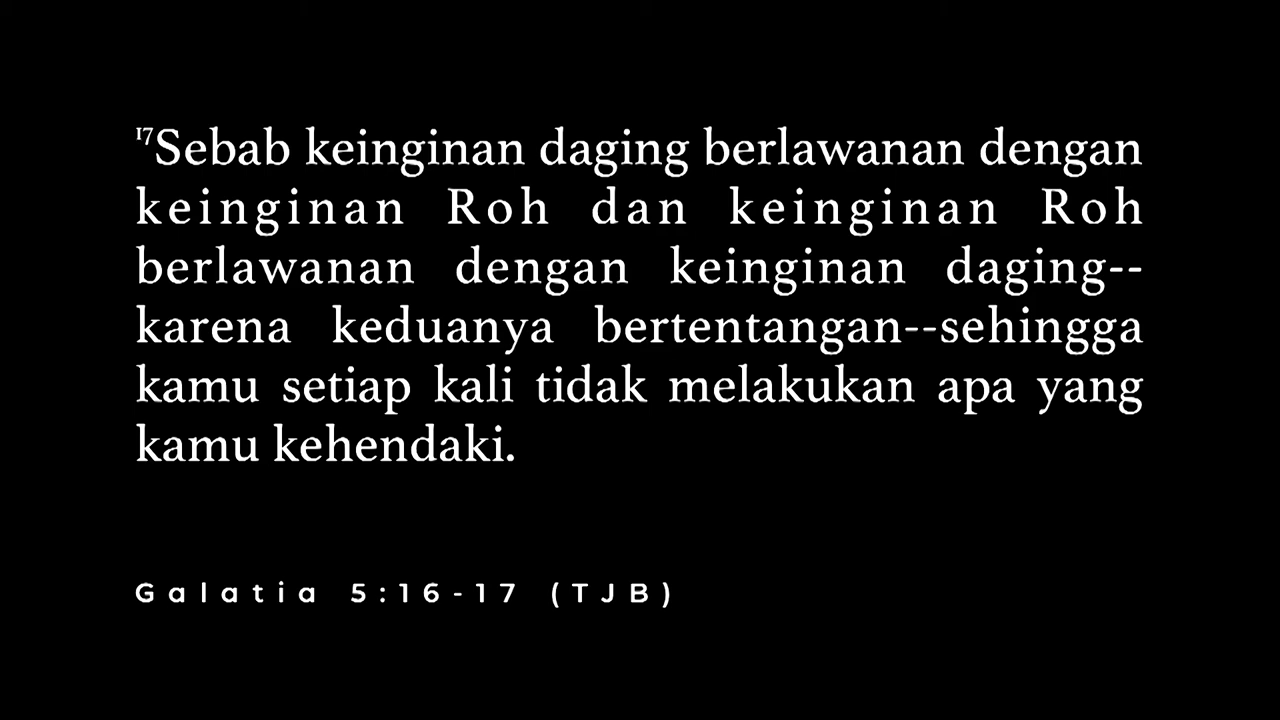 ¹⁷Sebab keinginan daging berlawanan dengan
keinginan Roh dan keinginan Roh
berlawanan dengan keinginan daging--
karena keduanya bertentangan--sehingga
kamu setiap kali tidak melakukan apa yang
kamu kehendaki.
Galatia 5:16-17 (TJB)